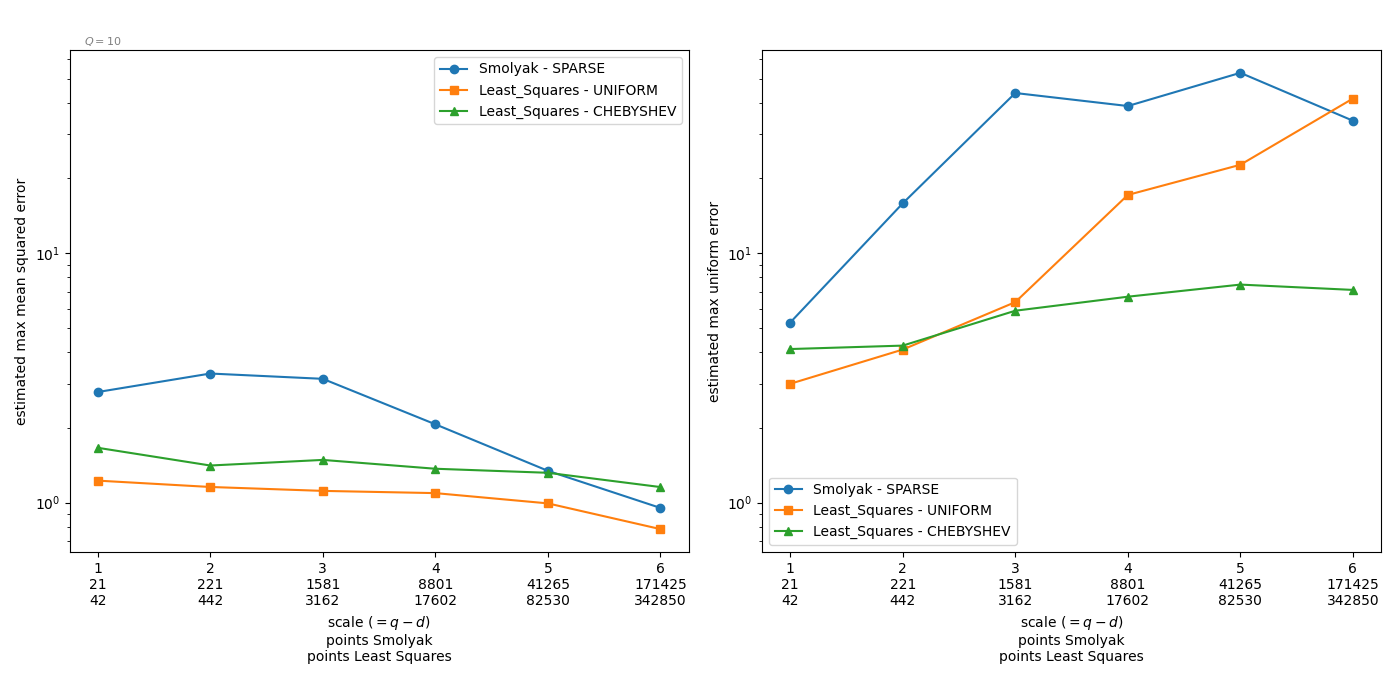 Q = 10
Smolyak - SPARSE
Least_Squares - UNIFORM
Least_Squares - CHEBYSHEV
estimated max mean squared error
10^1
10^0
1 2 3 4 5 6
21 221 1581 8801 41265 171425
42 442 3162 17602 82530 342850
scale (= q − d)
points Smolyak
points Least Squares
estimated max uniform error
10^1
10^0
Smolyak - SPARSE
Least_Squares - UNIFORM
Least_Squares - CHEBYSHEV
1 2 3 4 5 6
21 221 1581 8801 41265 171425
42 442 3162 17602 82530 342850
scale (= q − d)
points Smolyak
points Least Squares